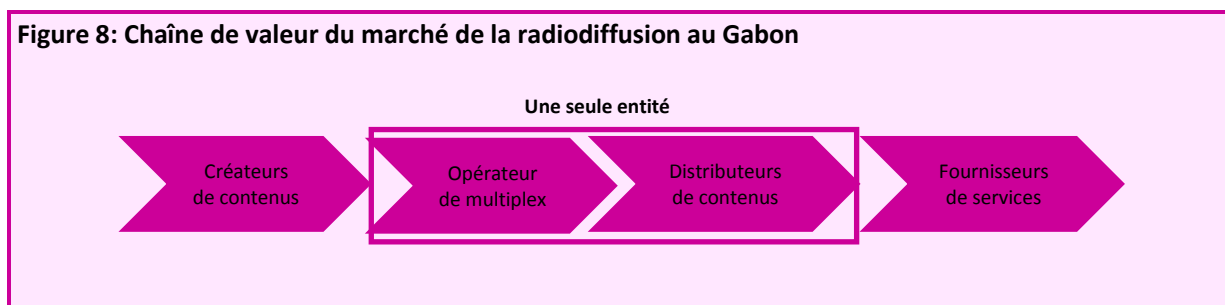 Figure 8: Chaîne de valeur du marché de la radiodiffusion au Gabon
Une seule entité
Créateurs
de contenus
Opérateur
de multiplex
Distributeurs
de contenus
Fournisseurs
de services